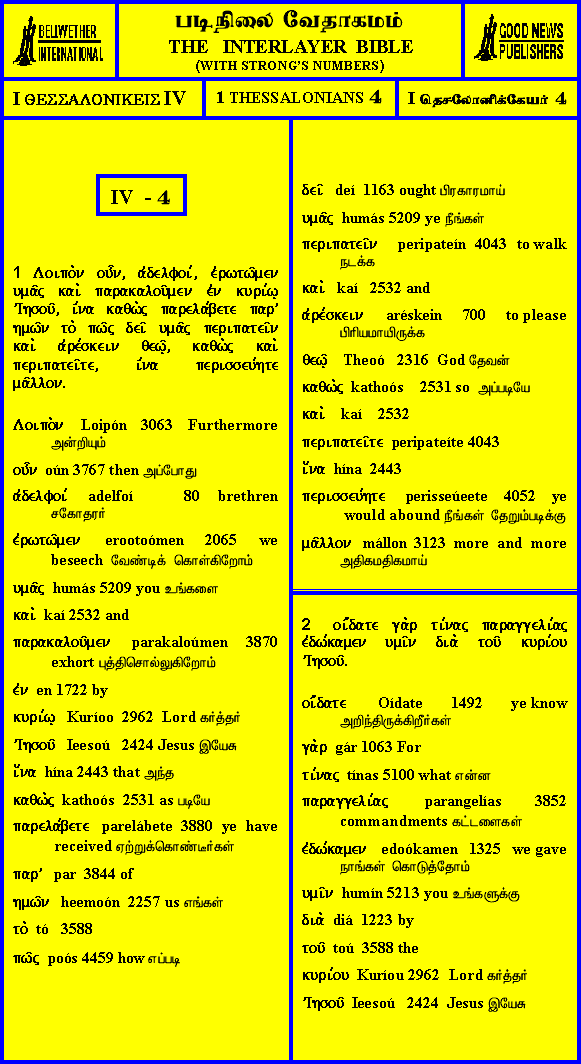 BELLWETHER
INTERNATIONAL
படிநிலை வேதாகமம்
THE INTERLAYER BIBLE
(WITH STRONG'S NUMBERS)
GOOD NEWS
PUBLISHERS
I ΘΕΣΣΑΛΟΝΙΚΕΙΣ IV
1 THESSALONIANS 4
I தெசலோனிக்கேயர் 4
IV - 4
1 Λοιπὸν οὖν, ἀδελφοί, ἐρωτῶμεν
υμᾶς καὶ παρακαλοῦμεν ἐν κυρίῳ
Ἰησοῦ, ἵνα καθὼς παρελάβετε παρ’
ημῶν τὸ πῶς δεῖ υμᾶς περιπατεῖν
καὶ ἀρέσκειν θεῷ, καθὼς καὶ
περιπατεῖτε, ἵνα περισσεύητε
μᾶλλον.
Λοιπὸν Loipón 3063 Furthermore
அன்றியும்
οὖν oún 3767 then அப்போது
ἀδελφοί adelfoí 80 brethren
சகோதரர்
ἐρωτῶμεν erootoómen 2065 we
beseech வேண்டிக் கொள்கிறோம்
υμᾶς humás 5209 you உங்களை
καὶ kaí 2532 and
παρακαλοῦμεν parakaloúmen 3870
exhort புத்திசொல்லுகிறோம்
ἐν en 1722 by
κυρίῳ Kuríoo 2962 Lord கர்த்தர்
Ἰησοῦ Ieesoú 2424 Jesus இயேசு
ἵνα hína 2443 that அந்த
καθὼς kathoós 2531 as படியே
παρελάβετε parelábete 3880 ye have
received ஏற்றுக்கொண்டீர்கள்
παρ’ par 3844 of
ημῶν heemoón 2257 us எங்கள்
τὸ tó 3588
πῶς poós 4459 how எப்படி
δεῖ deí 1163 ought பிரகாரமாய்
υμᾶς humás 5209 ye நீங்கள்
περιπατεῖν peripateín 4043 to walk
நடக்க
καὶ kaí 2532 and
ἀρέσκειν aréskein 700 to please
பிரியமாயிருக்க
θεῷ Theoó 2316 God தேவன்
καθὼς kathoós 2531 so அப்படியே
καὶ kaí 2532
περιπατεῖτε peripateíte 4043
ἵνα hína 2443
περισσεύητε perisseúeete 4052 ye
would abound நீங்கள் தேறும்படிக்கு
μᾶλλον mállon 3123 more and more
அதிகமதிகமாய்
2 οἴδατε γὰρ τίνας παραγγελίας
ἐδώκαμεν υμῖν διὰ τοῦ κυρίου
Ἰησοῦ.
οἴδατε Oídate 1492 ye know
அறிந்திருக்கிறீர்கள்
γὰρ gár 1063 For
τίνας tínas 5100 what என்ன
παραγγελίας parangelías 3852
commandments கட்டளைகள்
ἐδώκαμεν edoókamen 1325 we gave
நாங்கள் கொடுத்தோம்
υμῖν humín 5213 you உங்களுக்கு
διὰ diá 1223 by
τοῦ toú 3588 the
κυρίου Kuríou 2962 Lord கர்த்தர்
Ἰησοῦ Ieesoú 2424 Jesus இயேசு